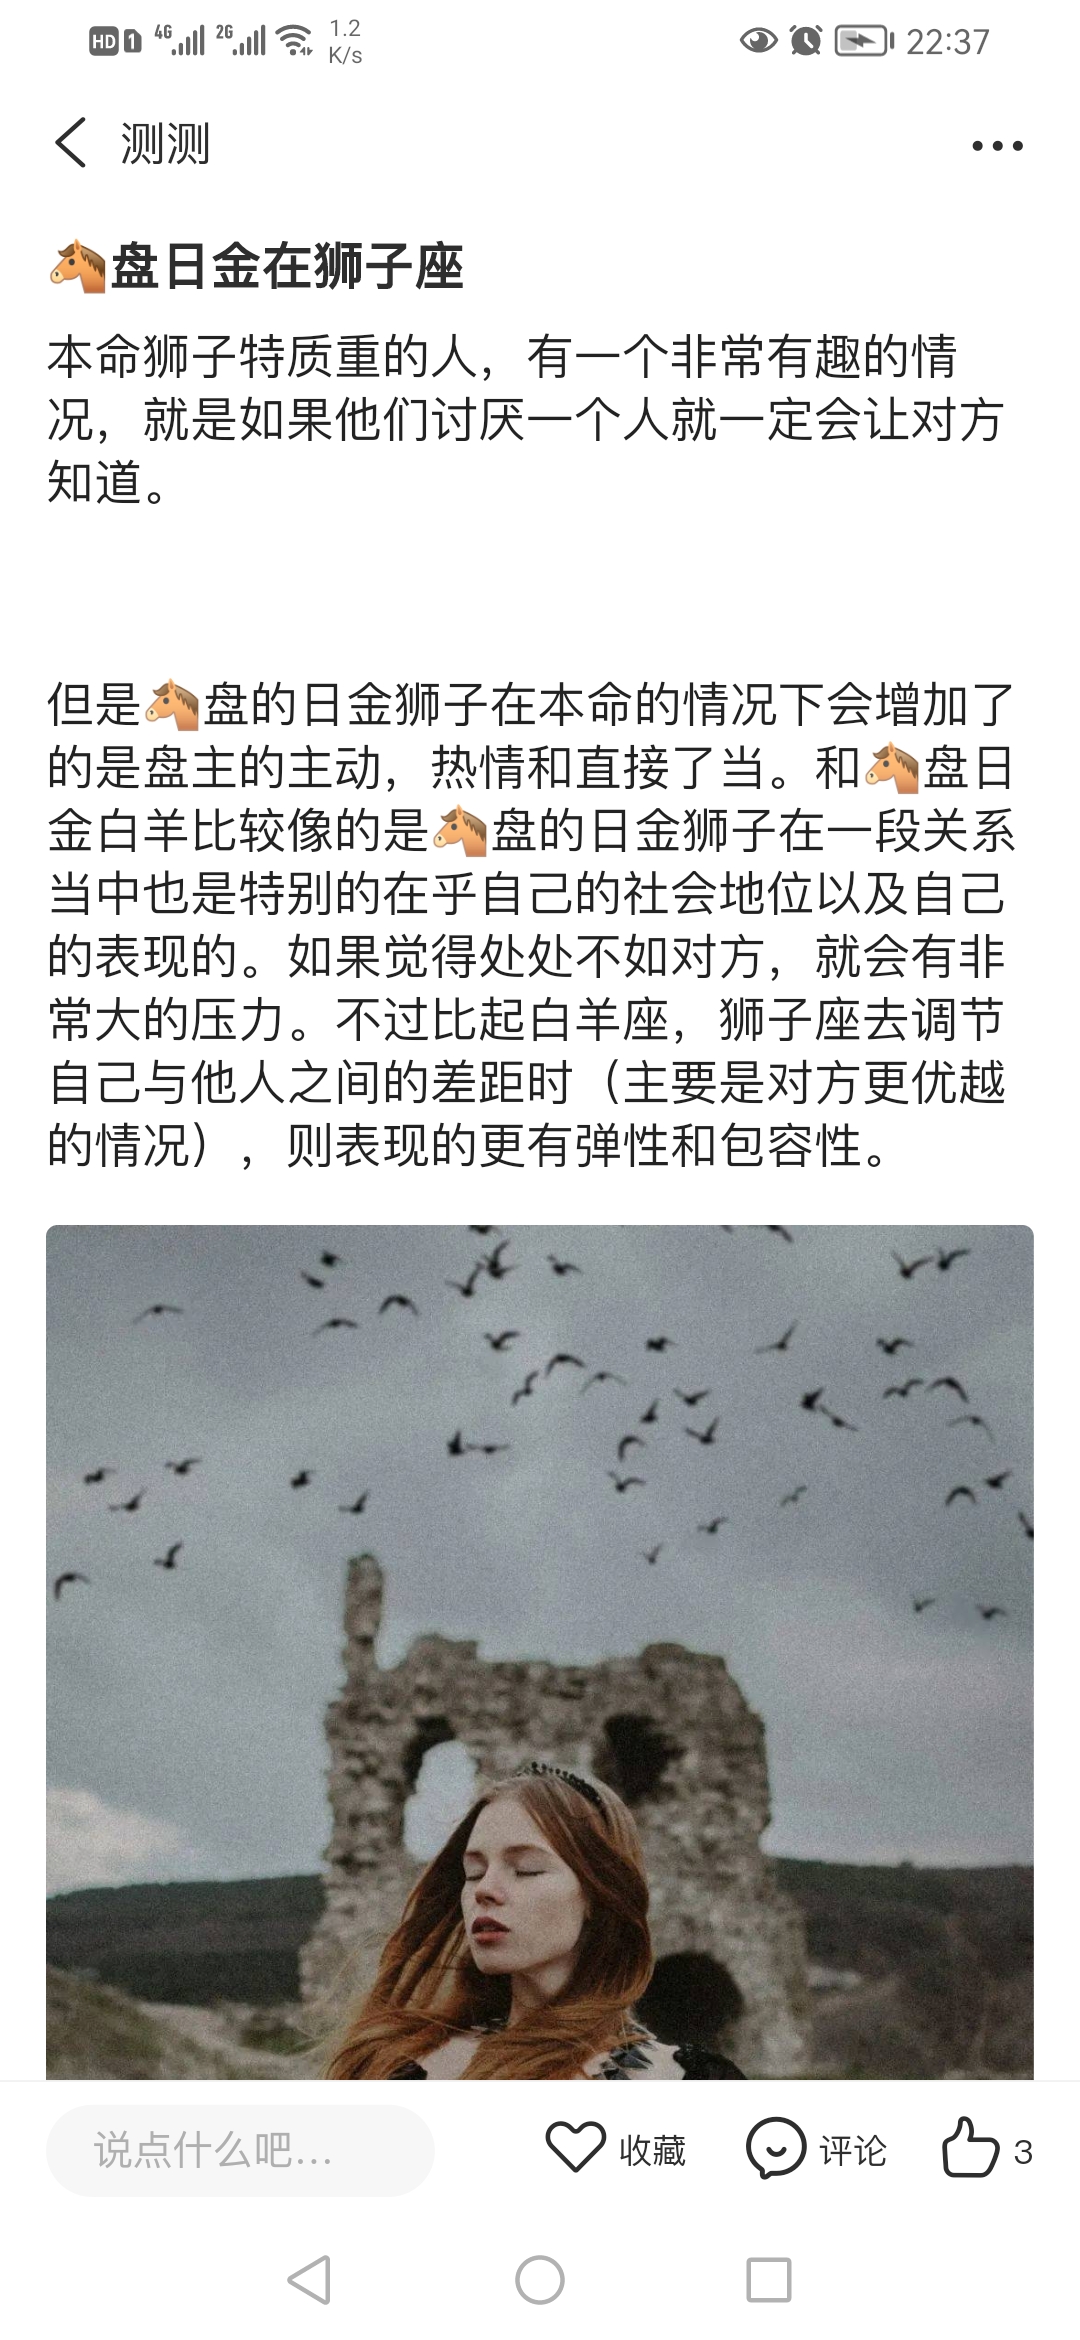 HD 1 4G 2G 1.2 K/s 22:37
测测
🐴盘日金在狮子座
本命狮子特质重的人，有一个非常有趣的情
况，就是如果他们讨厌一个人就一定会让对方
知道。
但是🐴盘的日金狮子在本命的情况下会增加了
的是盘主的主动，热情和直接了当。和🐴盘日
金白羊比较像的是🐴盘的日金狮子在一段关系
当中也是特别的在乎自己的社会地位以及自己
的表现的。如果觉得处处不如对方，就会有非
常大的压力。不过比起白羊座，狮子座去调节
自己与他人之间的差距时（主要是对方更优越
的情况），则表现的更有弹性和包容性。
说点什么吧... 收藏 评论 3